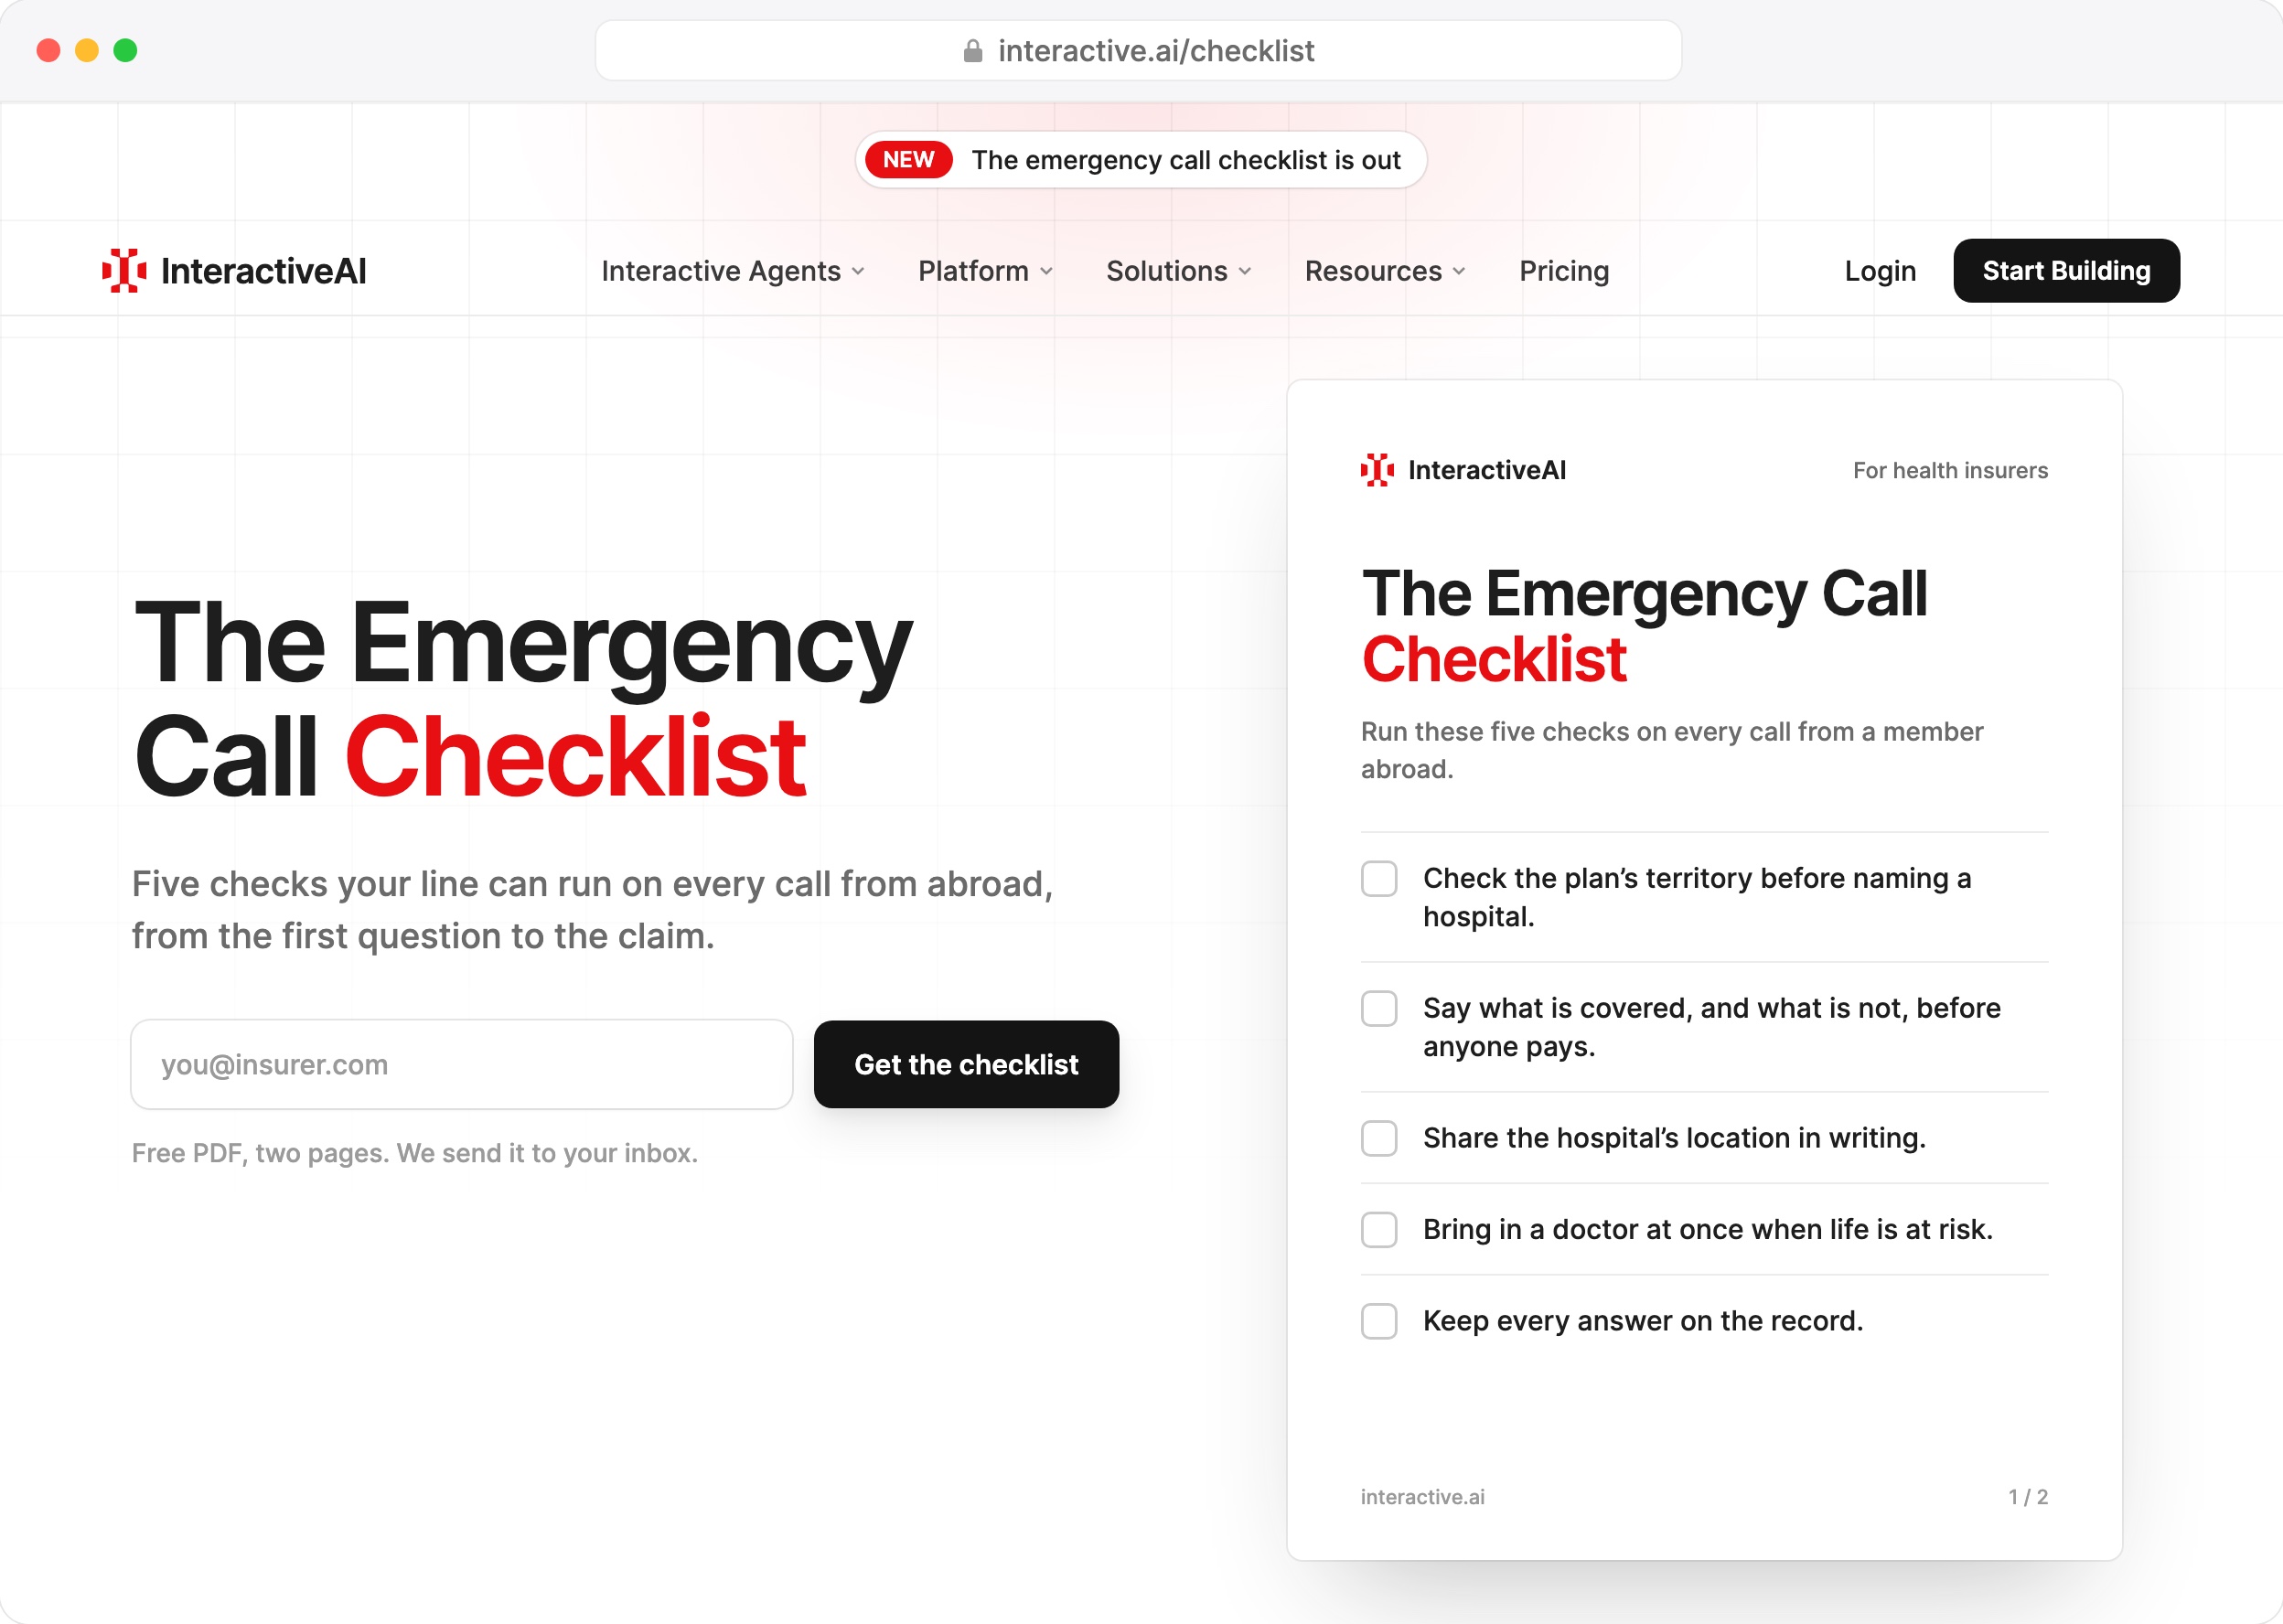 interactive.ai/checklist
NEW The emergency call checklist is out
InteractiveAI Interactive Agents Platform Solutions Resources Pricing Login Start Building
The Emergency
Call Checklist
Five checks your line can run on every call from abroad,
from the first question to the claim.
you@insurer.com Get the checklist
Free PDF, two pages. We send it to your inbox.
InteractiveAI For health insurers
The Emergency Call
Checklist
Run these five checks on every call from a member
abroad.
Check the plan’s territory before naming a
hospital.
Say what is covered, and what is not, before
anyone pays.
Share the hospital’s location in writing.
Bring in a doctor at once when life is at risk.
Keep every answer on the record.
interactive.ai 1 / 2